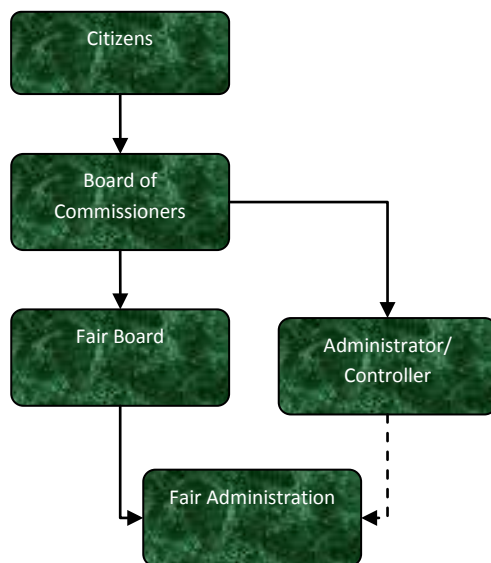 Citizens
Board of
Commissioners
Fair Board
Administrator/
Controller
Fair Administration